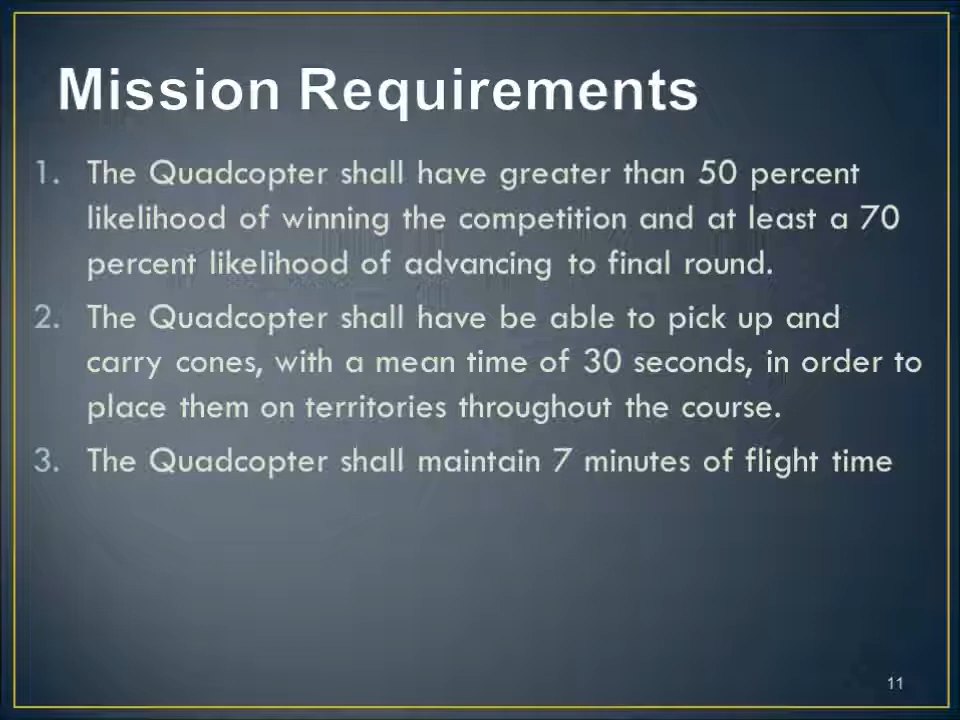 Mission Requirements
1. The Quadcopter shall have greater than 50 percent
likelihood of winning the competition and at least a 70
percent likelihood of advancing to final round.
2. The Quadcopter shall have be able to pick up and
carry cones, with a mean time of 30 seconds, in order to
place them on territories throughout the course.
3. The Quadcopter shall maintain 7 minutes of flight time
11